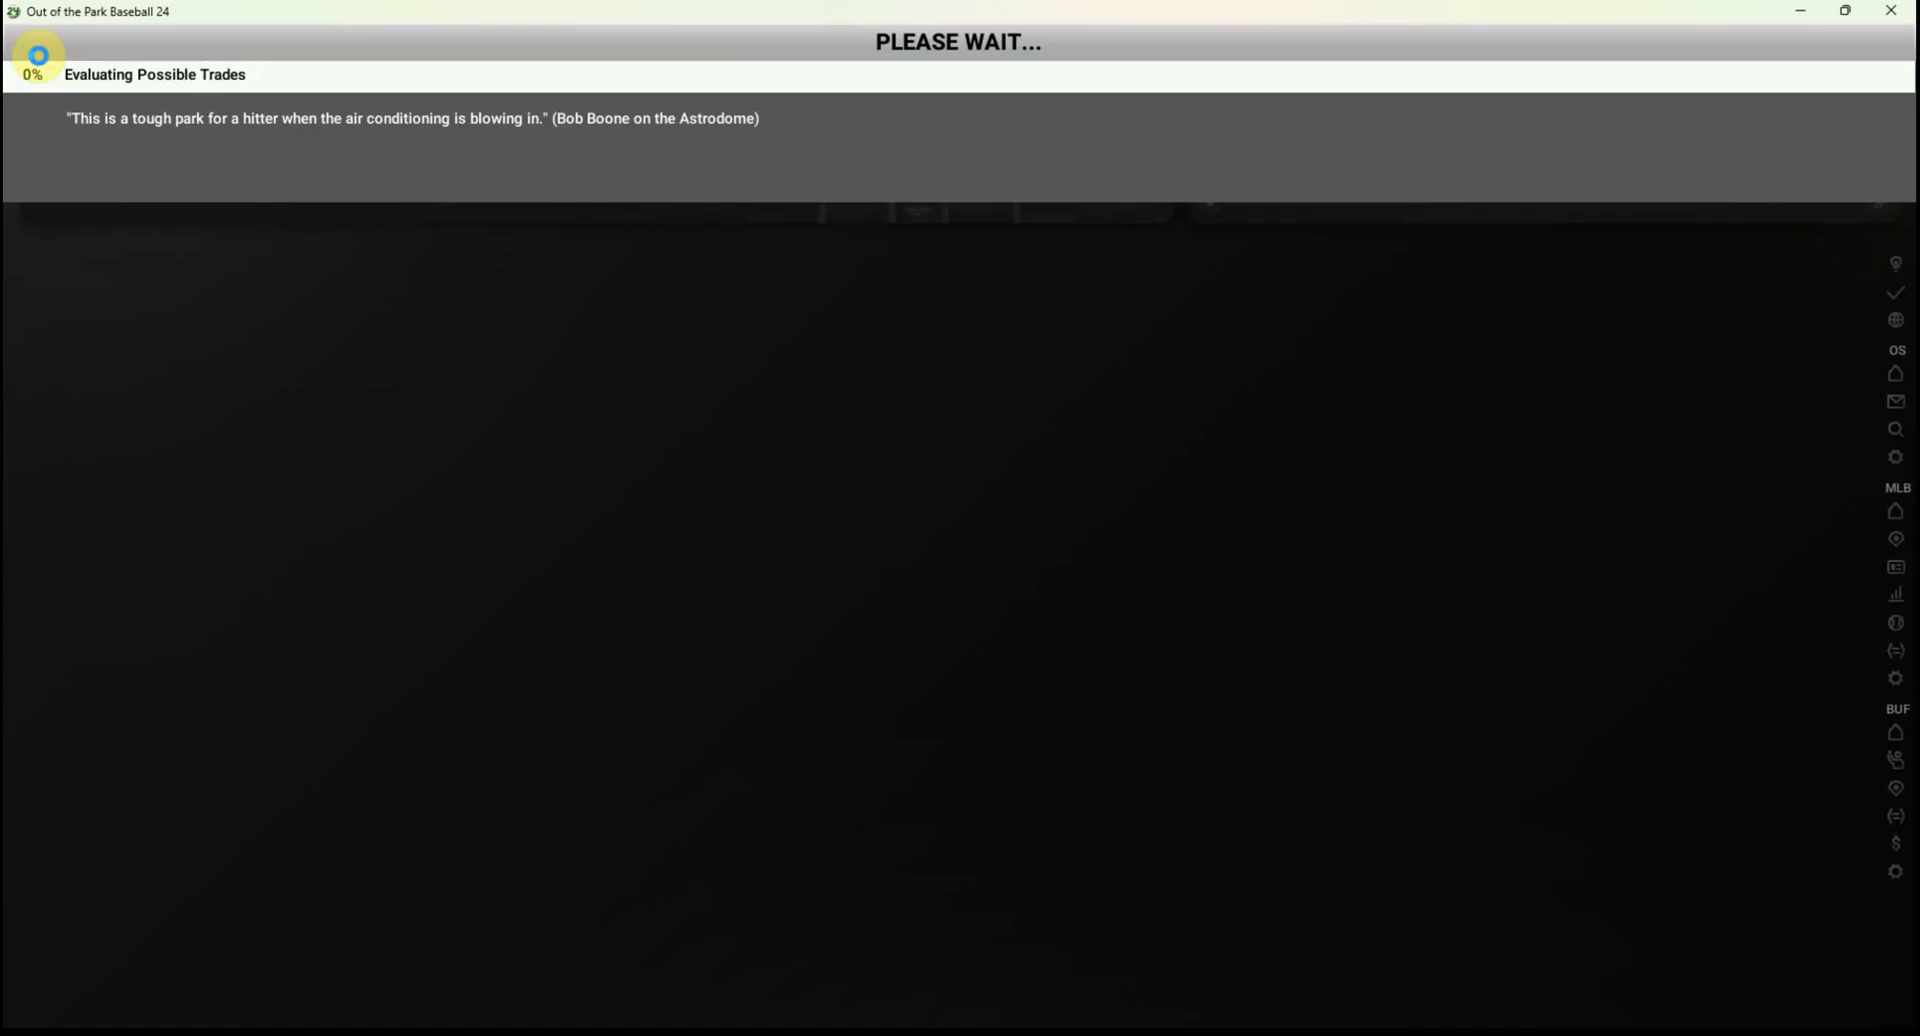 24 Out of the Park Baseball 24
PLEASE WAIT...
0% Evaluating Possible Trades
"This is a tough park for a hitter when the air conditioning is blowing in." (Bob Boone on the Astrodome)
OS
MLB
BUF